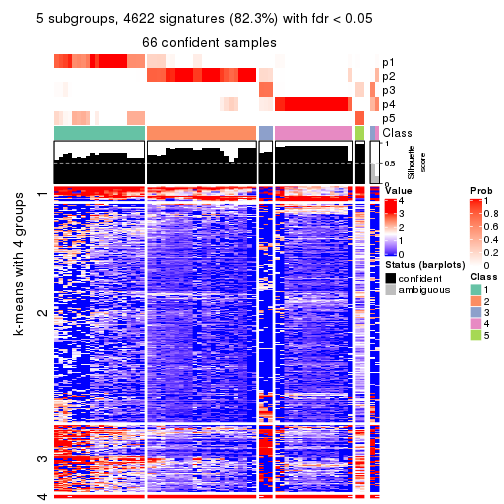 5 subgroups, 4622 signatures (82.3%) with fdr < 0.05
66 confident samples
p1
p2
p3
p4
p5
Class
1
0.5
0
Silhouette
score
k-means with 4 groups
1
2
3
4
Value
4
3
2
1
0
Status (barplots)
confident
ambiguous
Prob
1
0.8
0.6
0.4
0.2
0
Class
1
2
3
4
5